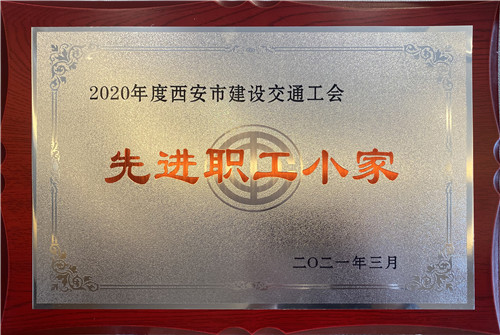 2020年度西安市建设交通工会
先进职工小家
二〇二一年三月